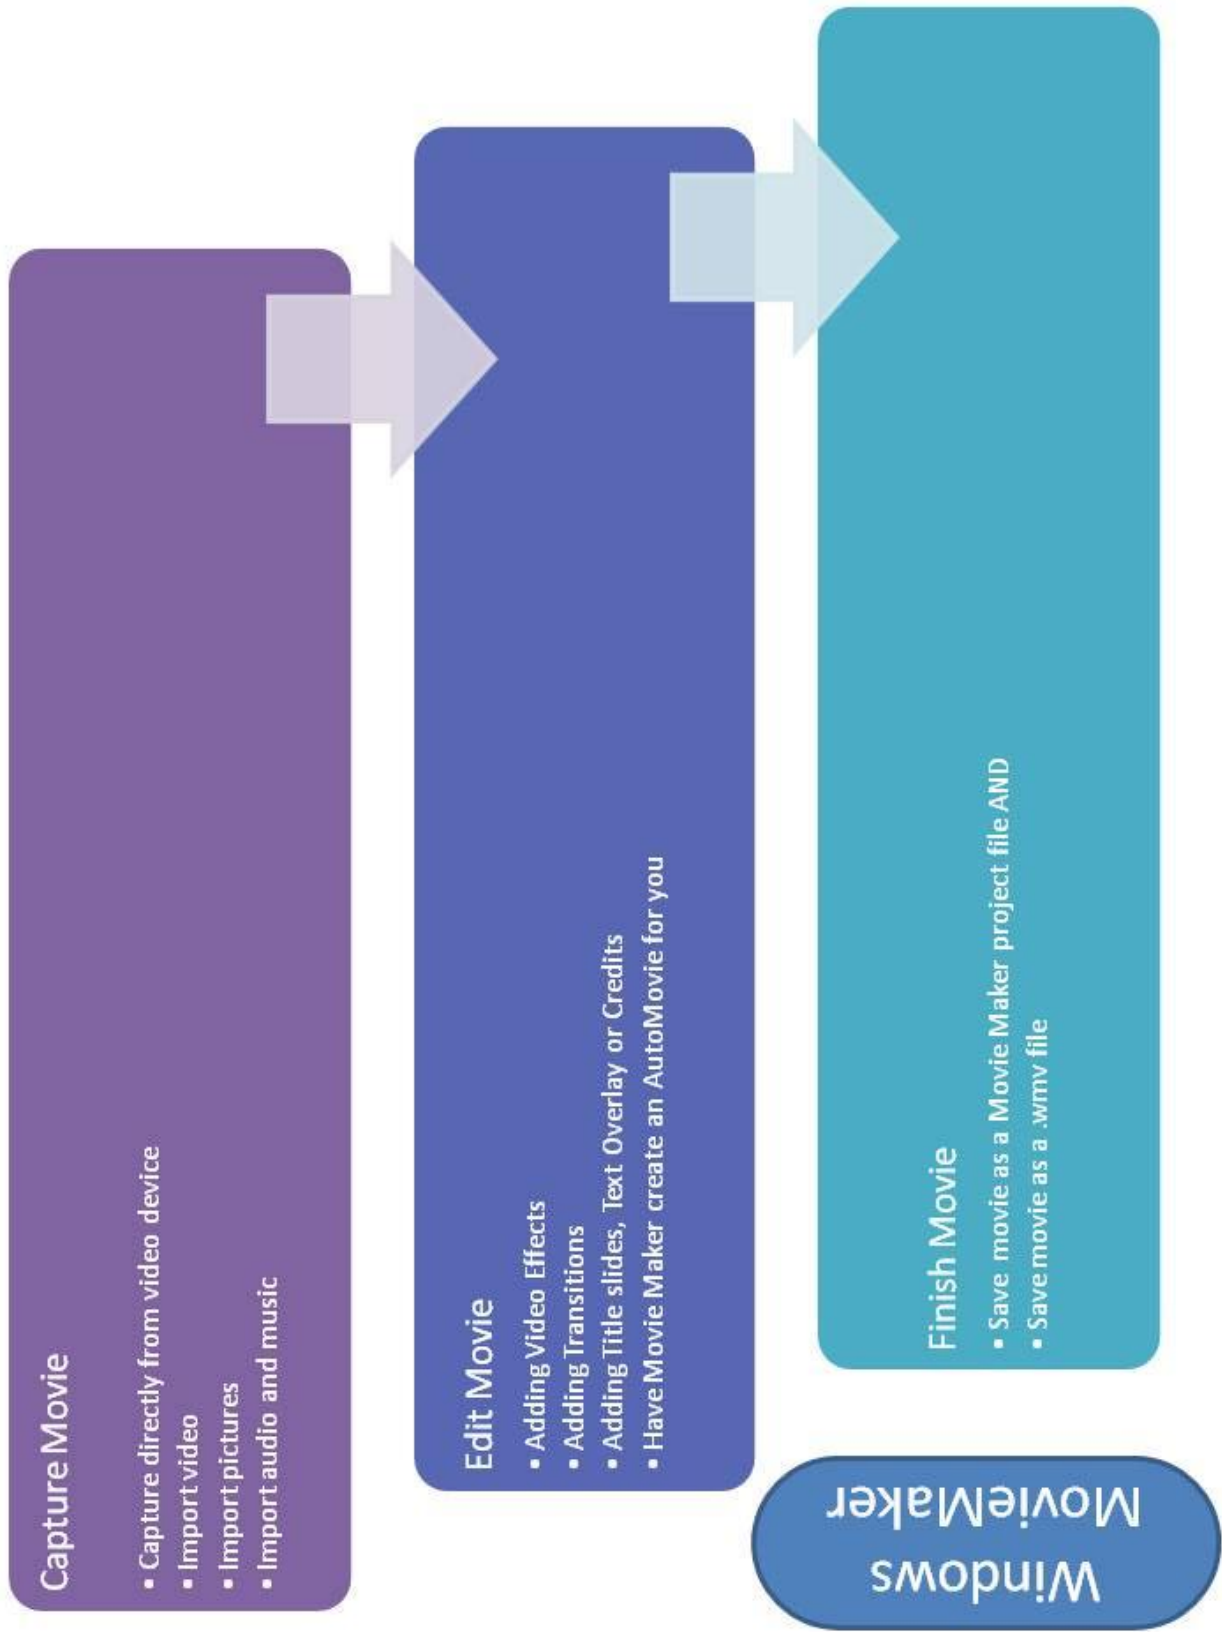 Capture Movie
• Capture directly from video device
• Import video
• Import pictures
• Import audio and music
Edit Movie
• Adding Video Effects
• Adding Transitions
• Adding Title slides, Text Overlay or Credits
• Have Movie Maker create an AutoMovie for you
Finish Movie
• Save movie as a Movie Maker project file AND
• Save movie as a .wmv file
Windows
MovieMaker